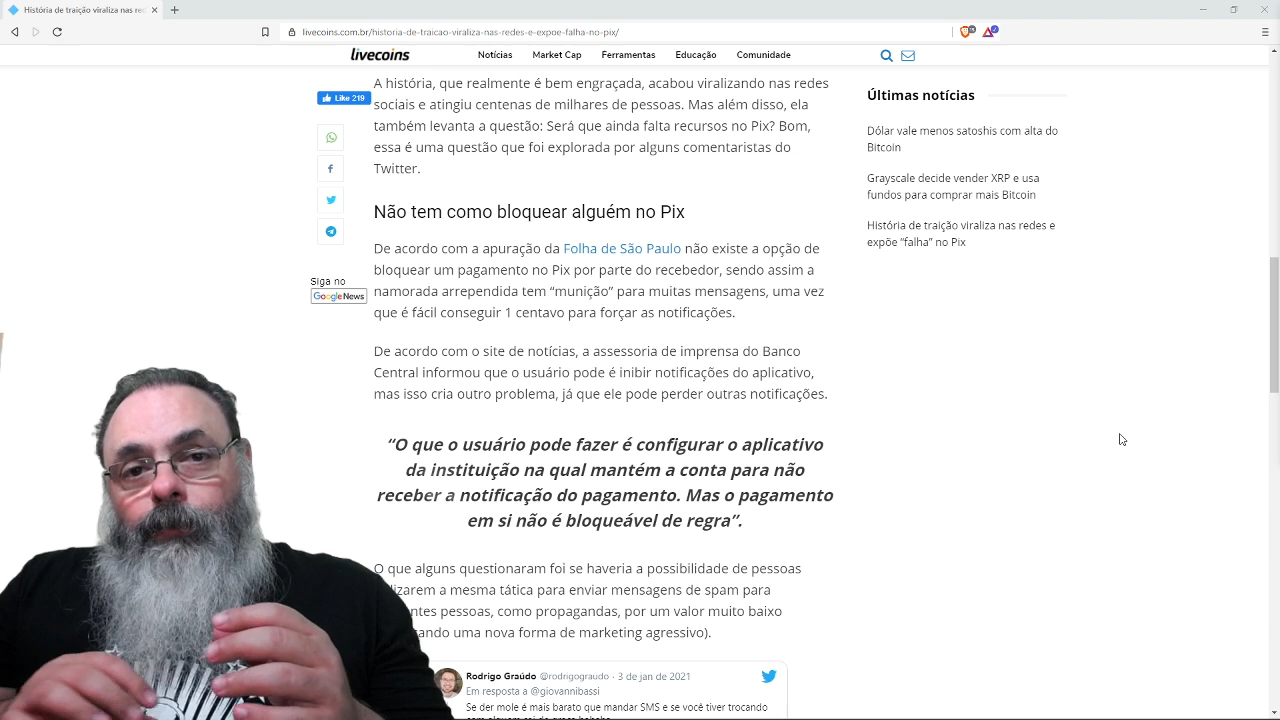 História de traição viraliza nas re
livecoins.com.br/historia-de-traicao-viraliza-nas-redes-e-expoe-falha-no-pix/
livecoins
Notícias
Market Cap
Ferramentas
Educação
Comunidade
Like 219
Siga no
Google News
A história, que realmente é bem engraçada, acabou viralizando nas redes
sociais e atingiu centenas de milhares de pessoas. Mas além disso, ela
também levanta a questão: Será que ainda falta recursos no Pix? Bom,
essa é uma questão que foi explorada por alguns comentaristas do
Twitter.
Não tem como bloquear alguém no Pix
De acordo com a apuração da Folha de São Paulo não existe a opção de
bloquear um pagamento no Pix por parte do recebedor, sendo assim a
namorada arrependida tem “munição” para muitas mensagens, uma vez
que é fácil conseguir 1 centavo para forçar as notificações.
De acordo com o site de notícias, a assessoria de imprensa do Banco
Central informou que o usuário pode é inibir notificações do aplicativo,
mas isso cria outro problema, já que ele pode perder outras notificações.
“O que o usuário pode fazer é configurar o aplicativo
da instituição na qual mantém a conta para não
receber a notificação do pagamento. Mas o pagamento
em si não é bloqueável de regra”.
O que alguns questionaram foi se haveria a possibilidade de pessoas
lizarem a mesma tática para enviar mensagens de spam para
ntes pessoas, como propagandas, por um valor muito baixo
tando uma nova forma de marketing agressivo).
Rodrigo Graúdo @rodrigograudo · 3 de jan de 2021
Em resposta a @giovannibassi
Se der mole é mais barato que mandar SMS e se você tiver trocando
Últimas notícias
Dólar vale menos satoshis com alta do
Bitcoin
Grayscale decide vender XRP e usa
fundos para comprar mais Bitcoin
História de traição viraliza nas redes e
expõe “falha” no Pix